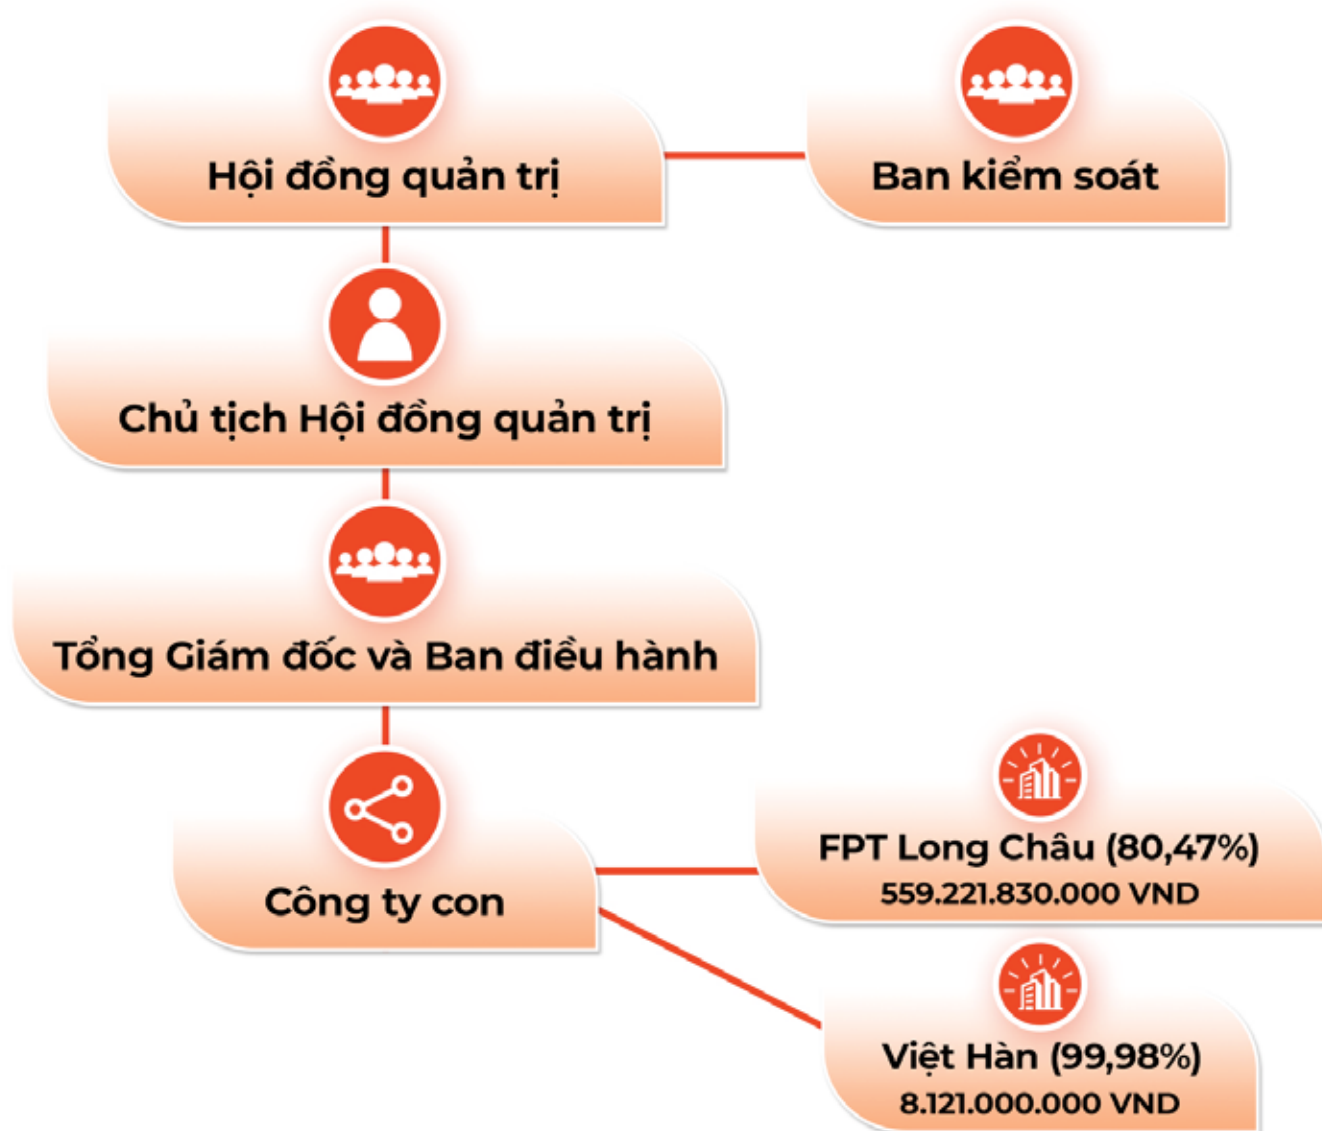 Hội đồng quản trị
Ban kiểm soát
Chủ tịch Hội đồng quản trị
Tổng Giám đốc và Ban điều hành
Công ty con
FPT Long Châu (80,47%)
559.221.830.000 VND
Việt Hàn (99,98%)
8.121.000.000 VND